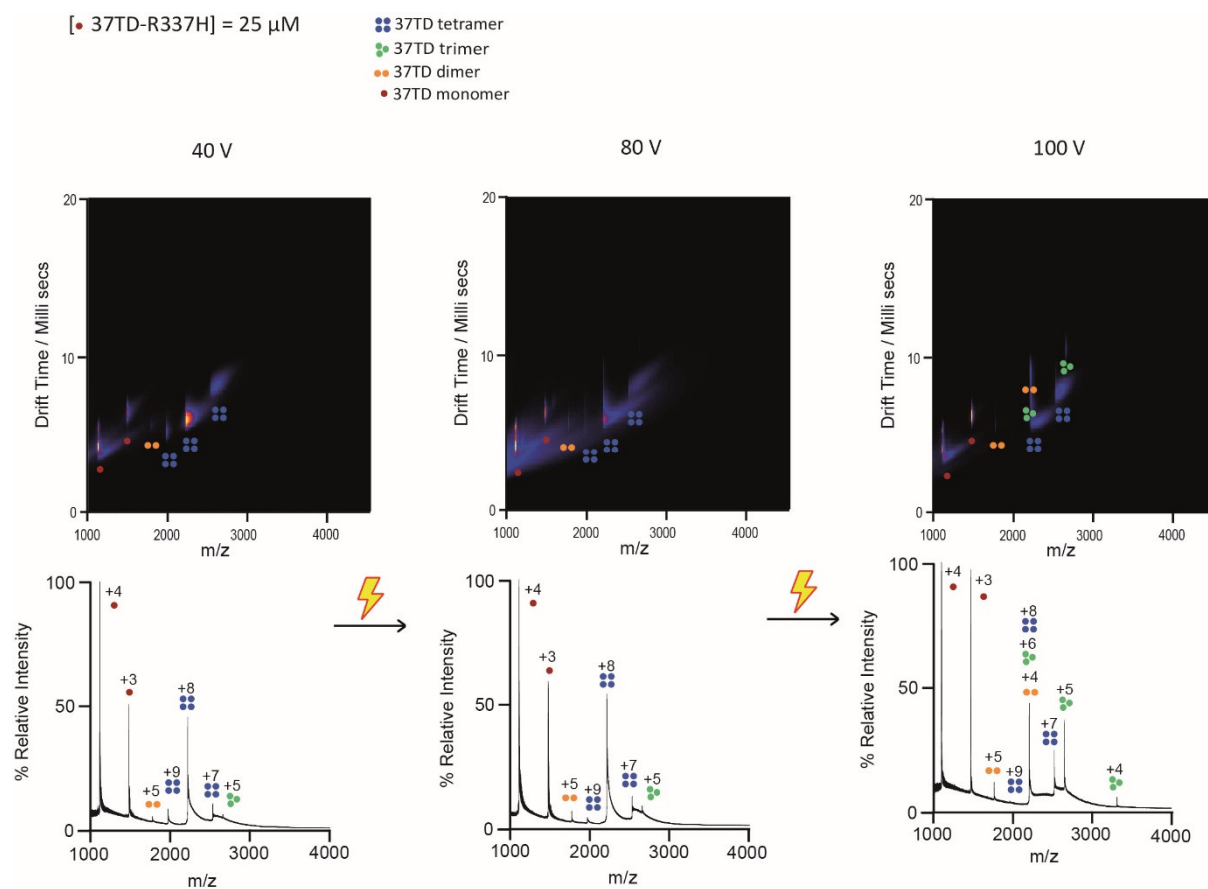 [• 37TD-R337H] = 25 μM
37TD tetramer
37TD trimer
37TD dimer
37TD monomer
40 V
80 V
100 V
Drift Time / Milli secs
20
10
0
1000 2000 3000 4000
m/z
Drift Time / Milli secs
20
10
0
1000 2000 3000 4000
m/z
Drift Time / Milli secs
20
10
0
1000 2000 3000 4000
m/z
% Relative Intensity
100
50
0
+4
+3
+5
+9
+8
+7
+5
1000 2000 3000 4000
m/z
% Relative Intensity
100
50
0
+4
+3
+5
+9
+8
+7
+5
1000 2000 3000 4000
m/z
% Relative Intensity
100
50
0
+4
+3
+5
+9
+8
+6
+4
+7
+5
+4
1000 2000 3000 4000
m/z